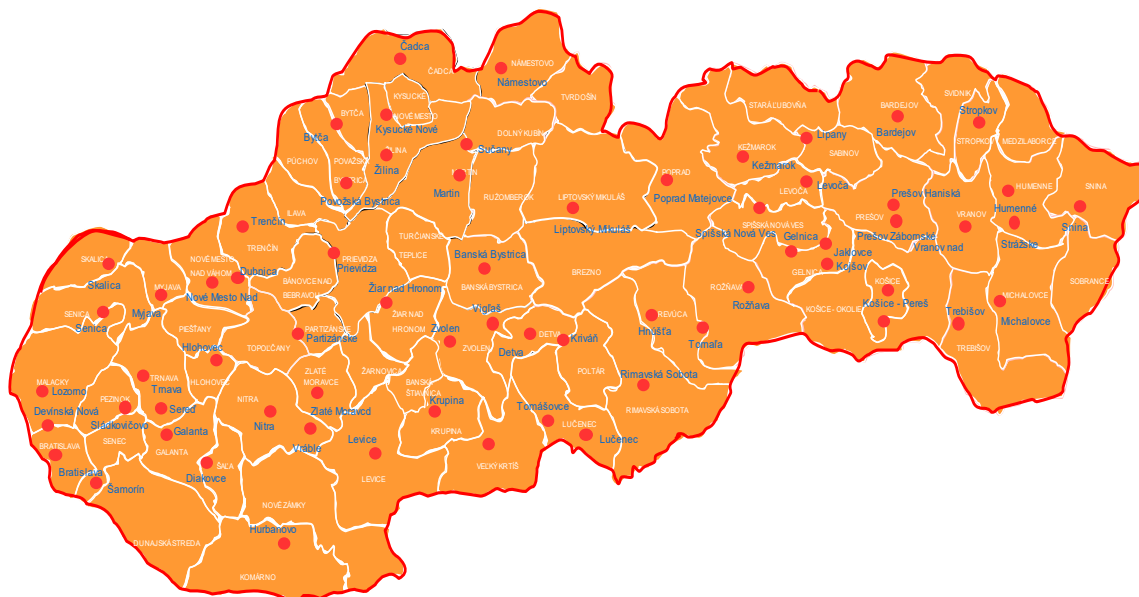 Čadca
ČADCA
NÁMESTOVO
Námestovo
TVRDOŠÍN
KYSUCKE
NOVÉ MESTO
Kysucké Nové
BYTČA
Bytča
DOLNÝ KUBÍN
Sučany
STARÁ ĽUBOVŇA
BARDEJOV
Bardejov
SVIDNÍK
Stropkov
STROPKOV
MEDZILABORCE
Lipany
SABINOV
KEŽMAROK
Kežmarok
PÚCHOV
POVAŽSKÁ
BYSTRICA
Považská Bystrica
ŽILINA
Žilina
MARTIN
Martin
RUŽOMBEROK
LIPTOVSKÝ MIKULÁŠ
Liptovský Mikuláš
POPRAD
Poprad Matejovce
LEVOČA
Levoča
Prešov Haniská
PREŠOV
Prešov Záborské
HUMENNE
Humenné
SNINA
Snina
VRANOV
Vranov nad
Strážske
ILAVA
Trenčín
TRENČÍN
TURČIANSKE
TEPLICE
SPIŠSKÁ NOVÁ VES
Spišská Nová Ves
Gelnica
Jaklovce
Kojšov
GELNICA
SKALICA
Skalica
NOVÉ MESTO
NAD VÁHOM
Dubnica
Nové Mesto Nad
PRIEVIDZA
Prievidza
BÁNOVCE NAD
BEBRAVOU
Banská Bystrica
BANSKÁ BYSTRICA
BREZNO
Žiar nad Hronom
ŽIAR NAD
HRONOM
ROŽŇAVA
Rožňava
KOŠICE
Košice - Pereš
KOŠICE - OKOLIE
MICHALOVCE
Michalovce
SOBRANCE
MYJAVA
Myjava
SENICA
Senica
PIEŠŤANY
PARTIZÁNSKE
Partizánske
TOPOĽČANY
Vígľaš
Zvolen
ZVOLEN
DETVA
Detva
Kriváň
REVÚCA
Hnúšťa
Tornaľa
Trebišov
TREBIŠOV
Hlohovec
HLOHOVEC
MALACKY
Lozorno
TRNAVA
Trnava
ZLATÉ
MORAVCE
Zlaté Moravcd
ŽARNOVICA
BANSKÁ
ŠTIAVNICA
POLTÁR
Rimavská Sobota
RIMAVSKÁ SOBOTA
Devínská Nová
PEZINOK
Sládkovičovo
Sereď
NITRA
Nitra
Krupina
KRUPINA
Tomášovce
LUČENEC
Lučenec
BRATISLAVA
Bratislava
SENEC
Galanta
GALANTA
Vráble
Levice
LEVICE
VEĽKÝ KRTÍŠ
Šamorín
ŠAĽA
Diakovce
NOVÉ ZÁMKY
DUNAJSKÁ STREDA
Hurbanovo
KOMÁRNO